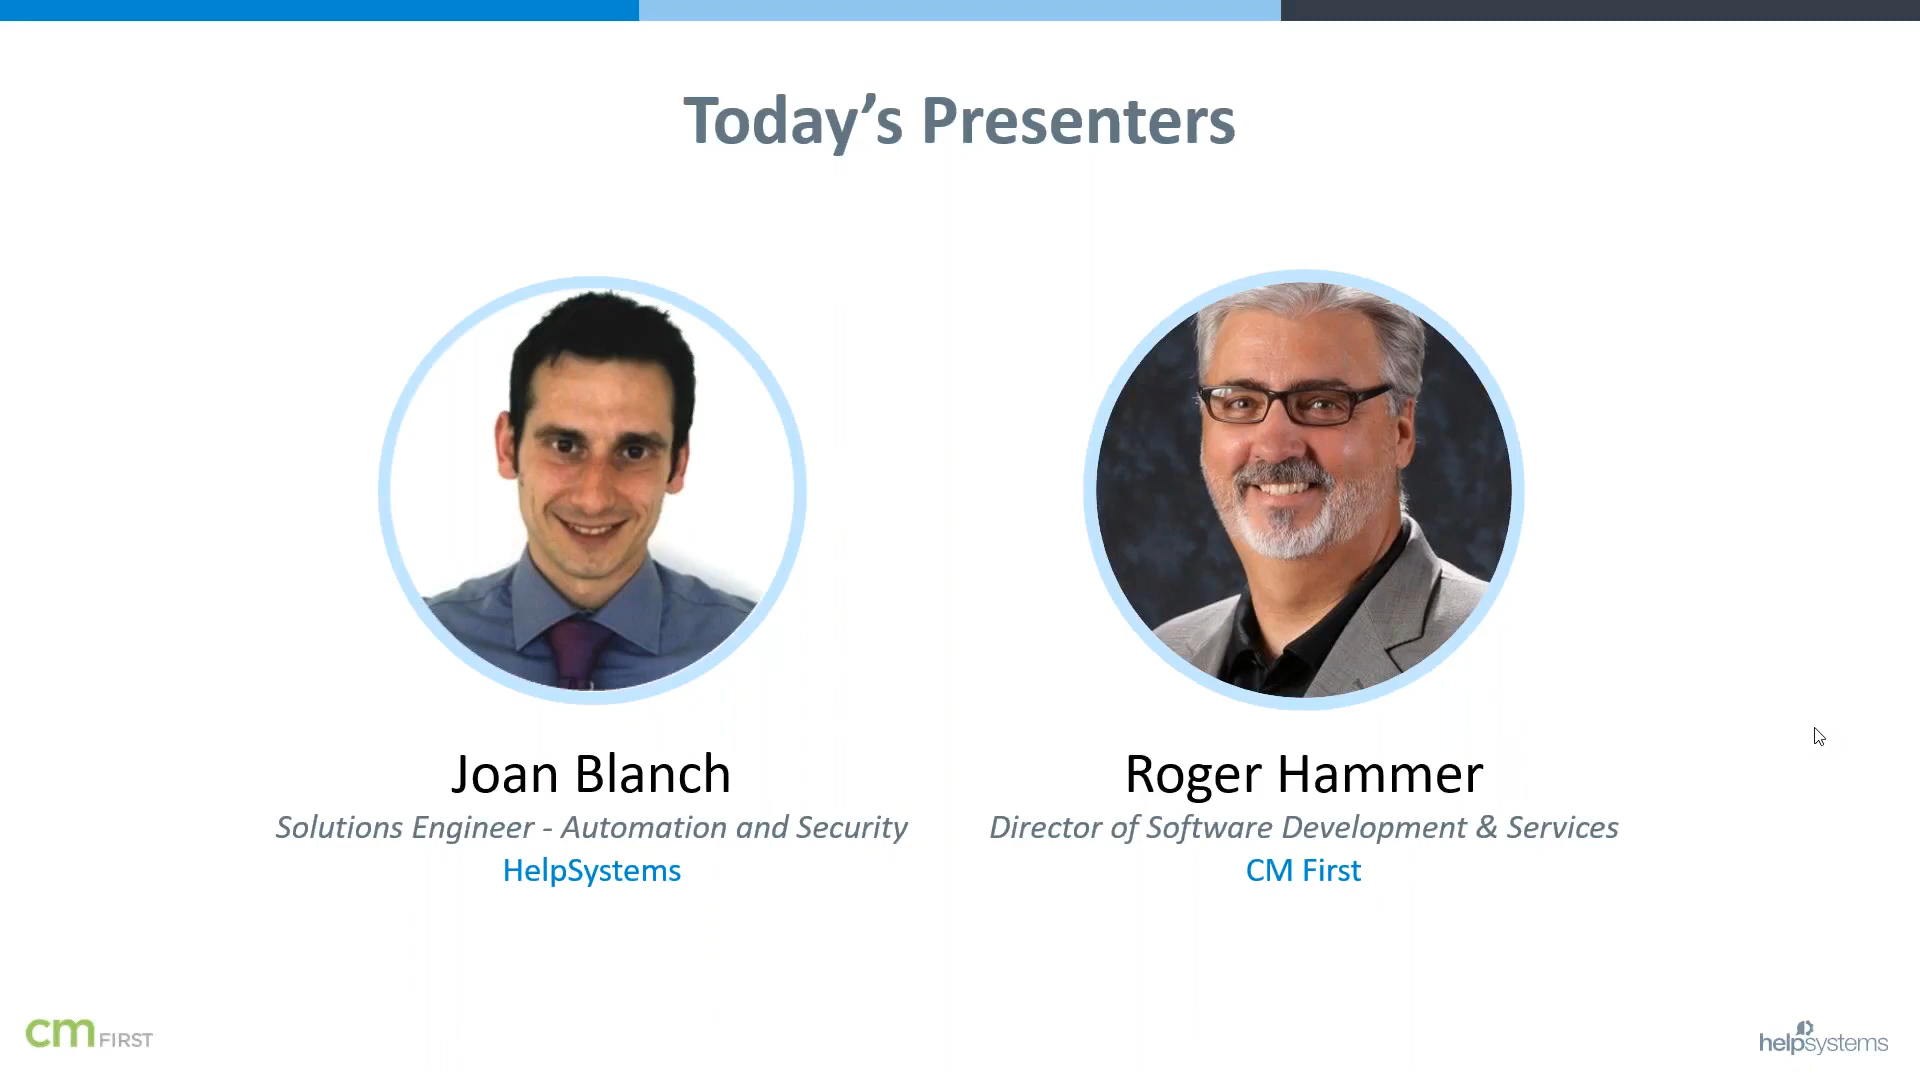 Today’s Presenters
Joan Blanch
Solutions Engineer - Automation and Security
HelpSystems
Roger Hammer
Director of Software Development & Services
CM First
cm FIRST
helpsystems